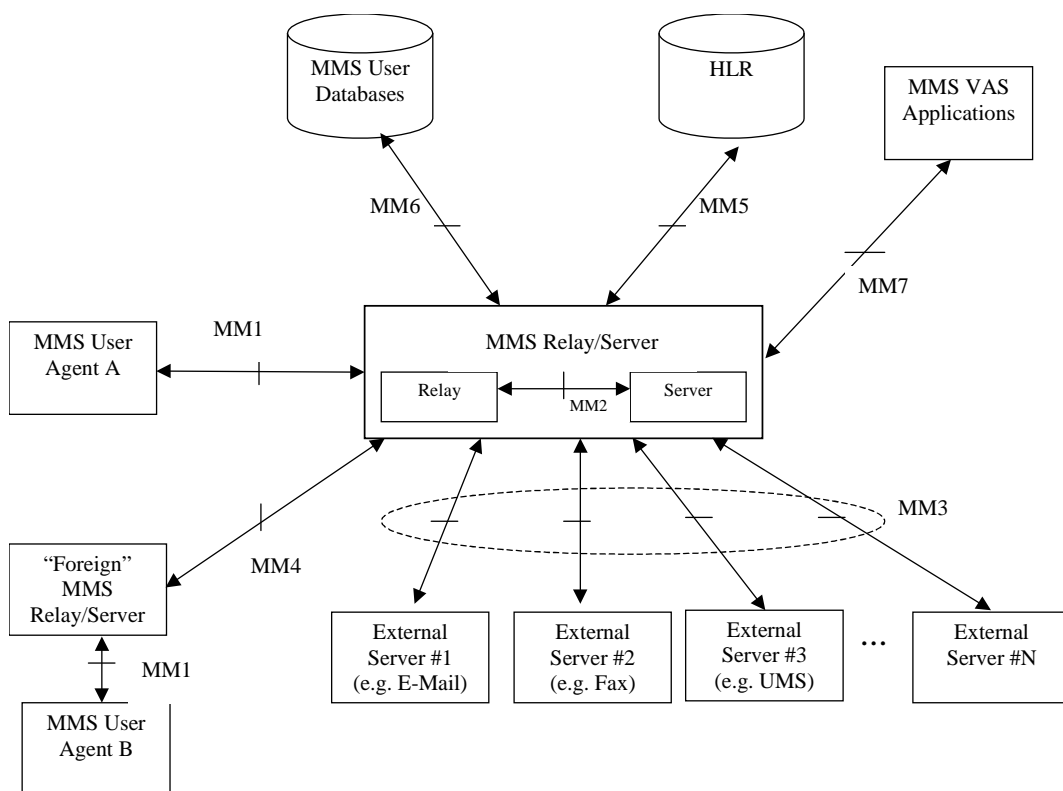 MMS User
Databases
HLR
MMS VAS
Applications
MM6
MM5
MM7
MM1
MMS User
Agent A
MMS Relay/Server
Relay
MM2
Server
MM3
MM4
“Foreign”
MMS
Relay/Server
MM1
MMS User
Agent B
External
Server #1
(e.g. E-Mail)
External
Server #2
(e.g. Fax)
External
Server #3
(e.g. UMS)
...
External
Server #N